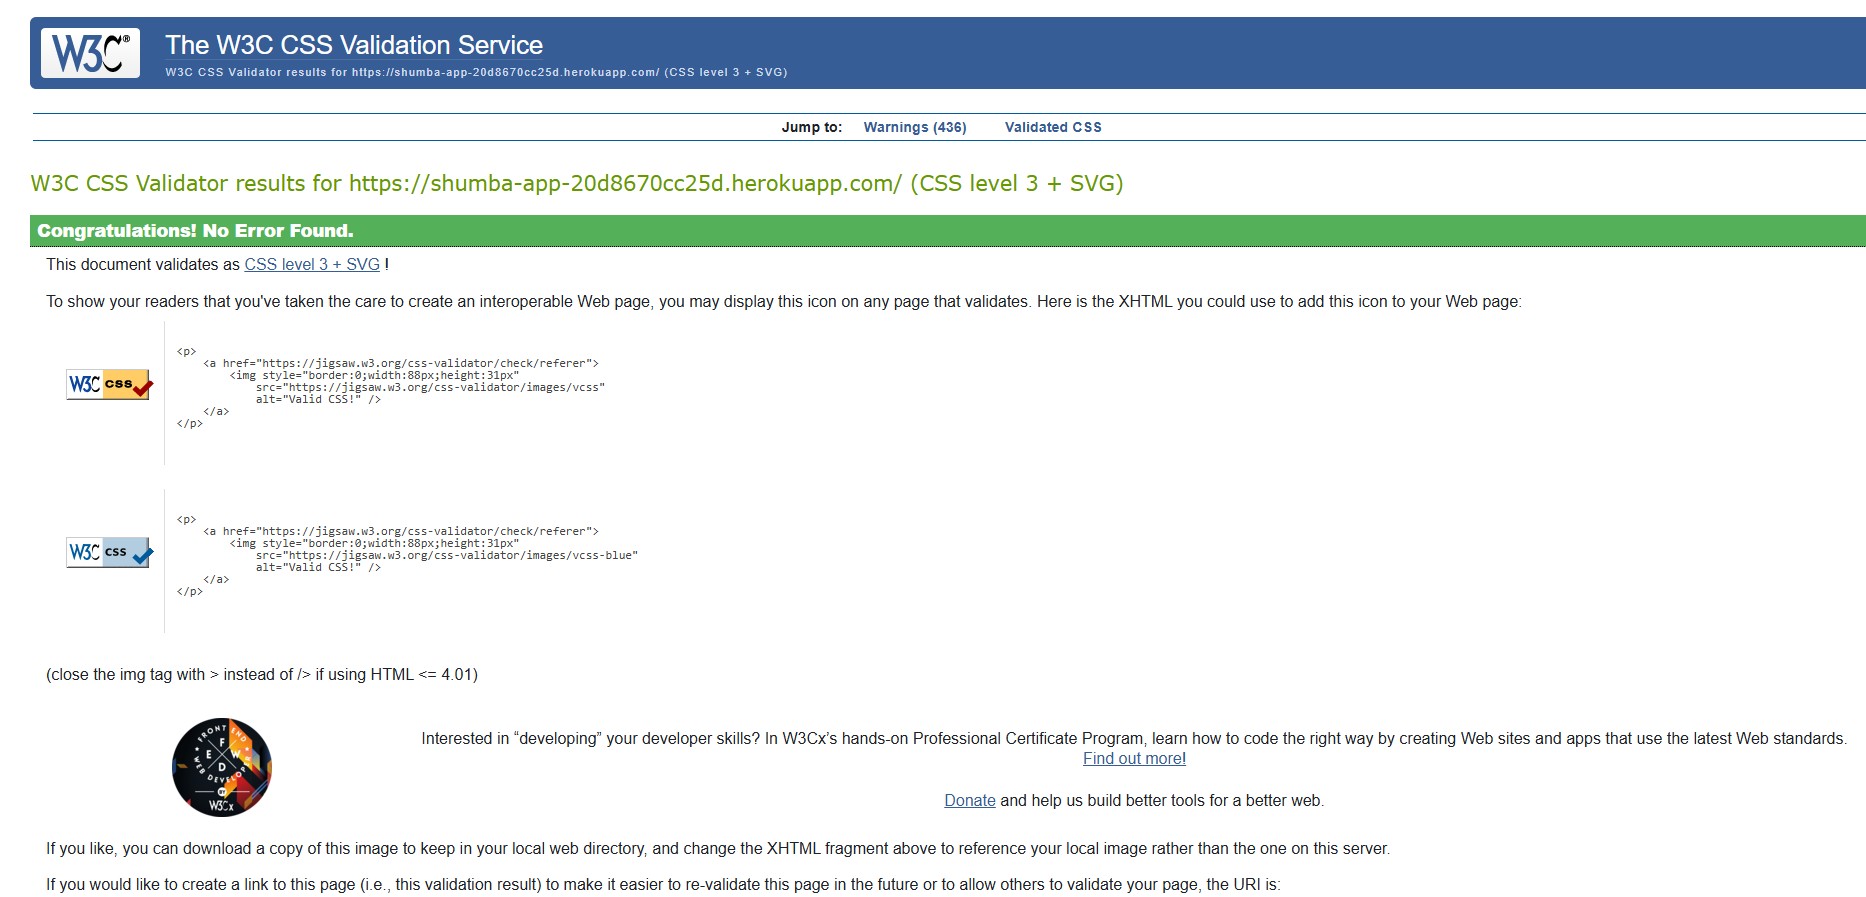 W3C®
The W3C CSS Validation Service
W3C CSS Validator results for https://shumba-app-20d8670cc25d.herokuapp.com/ (CSS level 3 + SVG)
Jump to: Warnings (436) Validated CSS
W3C CSS Validator results for https://shumba-app-20d8670cc25d.herokuapp.com/ (CSS level 3 + SVG)
Congratulations! No Error Found.
This document validates as CSS level 3 + SVG !
To show your readers that you've taken the care to create an interoperable Web page, you may display this icon on any page that validates. Here is the XHTML you could use to add this icon to your Web page:
W3C css
<p>
<a href="https://jigsaw.w3.org/css-validator/check/referer">
<img style="border:0;width:88px;height:31px"
src="https://jigsaw.w3.org/css-validator/images/vcss"
alt="Valid CSS!" />
</a>
</p>
W3C css
<p>
<a href="https://jigsaw.w3.org/css-validator/check/referer">
<img style="border:0;width:88px;height:31px"
src="https://jigsaw.w3.org/css-validator/images/vcss-blue"
alt="Valid CSS!" />
</a>
</p>
(close the img tag with > instead of /> if using HTML <= 4.01)
FRONT END
F
E W
D
WEB DEVELOPER
BY
W3Cx
Interested in “developing” your developer skills? In W3Cx’s hands-on Professional Certificate Program, learn how to code the right way by creating Web sites and apps that use the latest Web standards.
Find out more!
Donate and help us build better tools for a better web.
If you like, you can download a copy of this image to keep in your local web directory, and change the XHTML fragment above to reference your local image rather than the one on this server.
If you would like to create a link to this page (i.e., this validation result) to make it easier to re-validate this page in the future or to allow others to validate your page, the URI is: